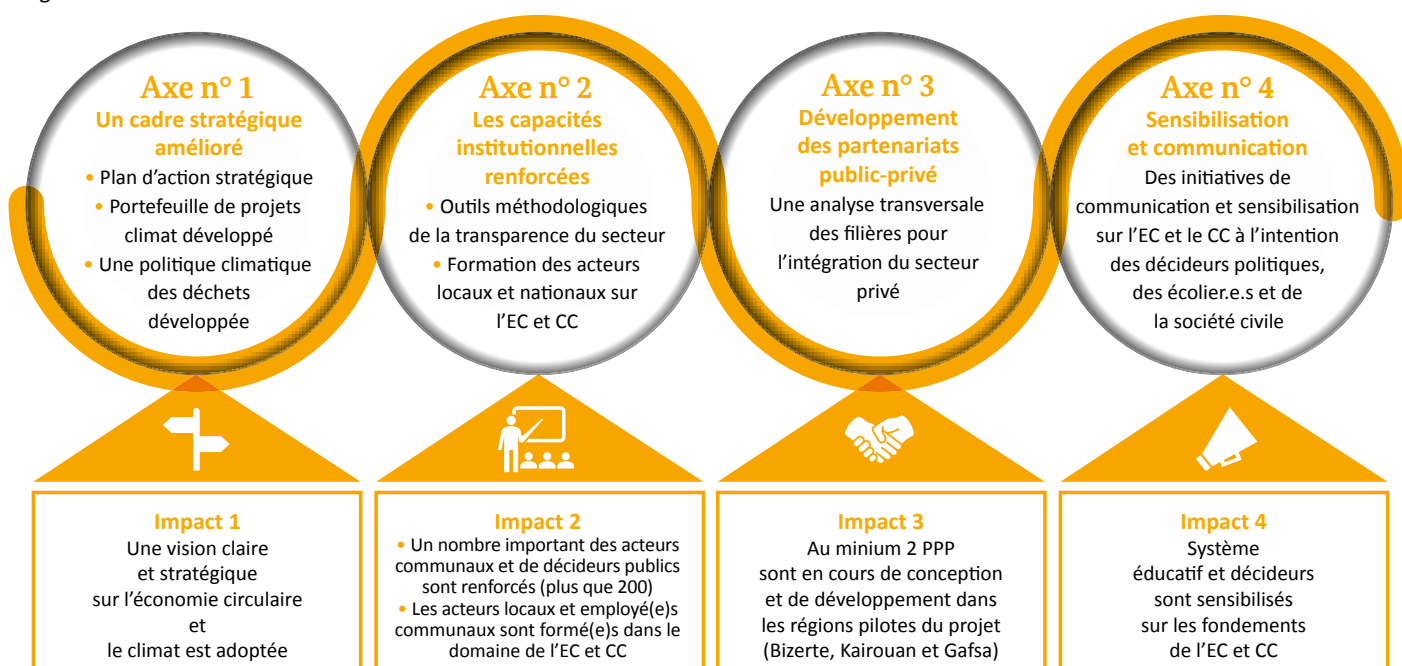 Axe n° 1
Un cadre stratégique
amélioré
• Plan d'action stratégique
• Portefeuille de projets
climat développé
• Une politique climatique
des déchets
développée
Axe n° 2
Les capacités
institutionnelles
renforcées
• Outils méthodologiques
de la transparence du secteur
• Formation des acteurs
locaux et nationaux sur
l'EC et CC
Axe n° 3
Développement
des partenariats
public-privé
Une analyse transversale
des filières pour
l'intégration du secteur
privé
Axe n° 4
Sensibilisation
et communication
Des initiatives de
communication et sensibilisation
sur l'EC et le CC à l'intention
des décideurs politiques,
des écolier.e.s et de
la société civile
Impact 1
Une vision claire
et stratégique
sur l'économie circulaire
et
le climat est adoptée
Impact 2
• Un nombre important des acteurs
communaux et de décideurs publics
sont renforcés (plus que 200)
• Les acteurs locaux et employé(e)s
communaux sont formé(e)s dans le
domaine de l'EC et CC
Impact 3
Au minium 2 PPP
sont en cours de conception
et de développement dans
les régions pilotes du projet
(Bizerte, Kairouan et Gafsa)
Impact 4
Système
éducatif et décideurs
sont sensibilisés
sur les fondements
de l'EC et CC